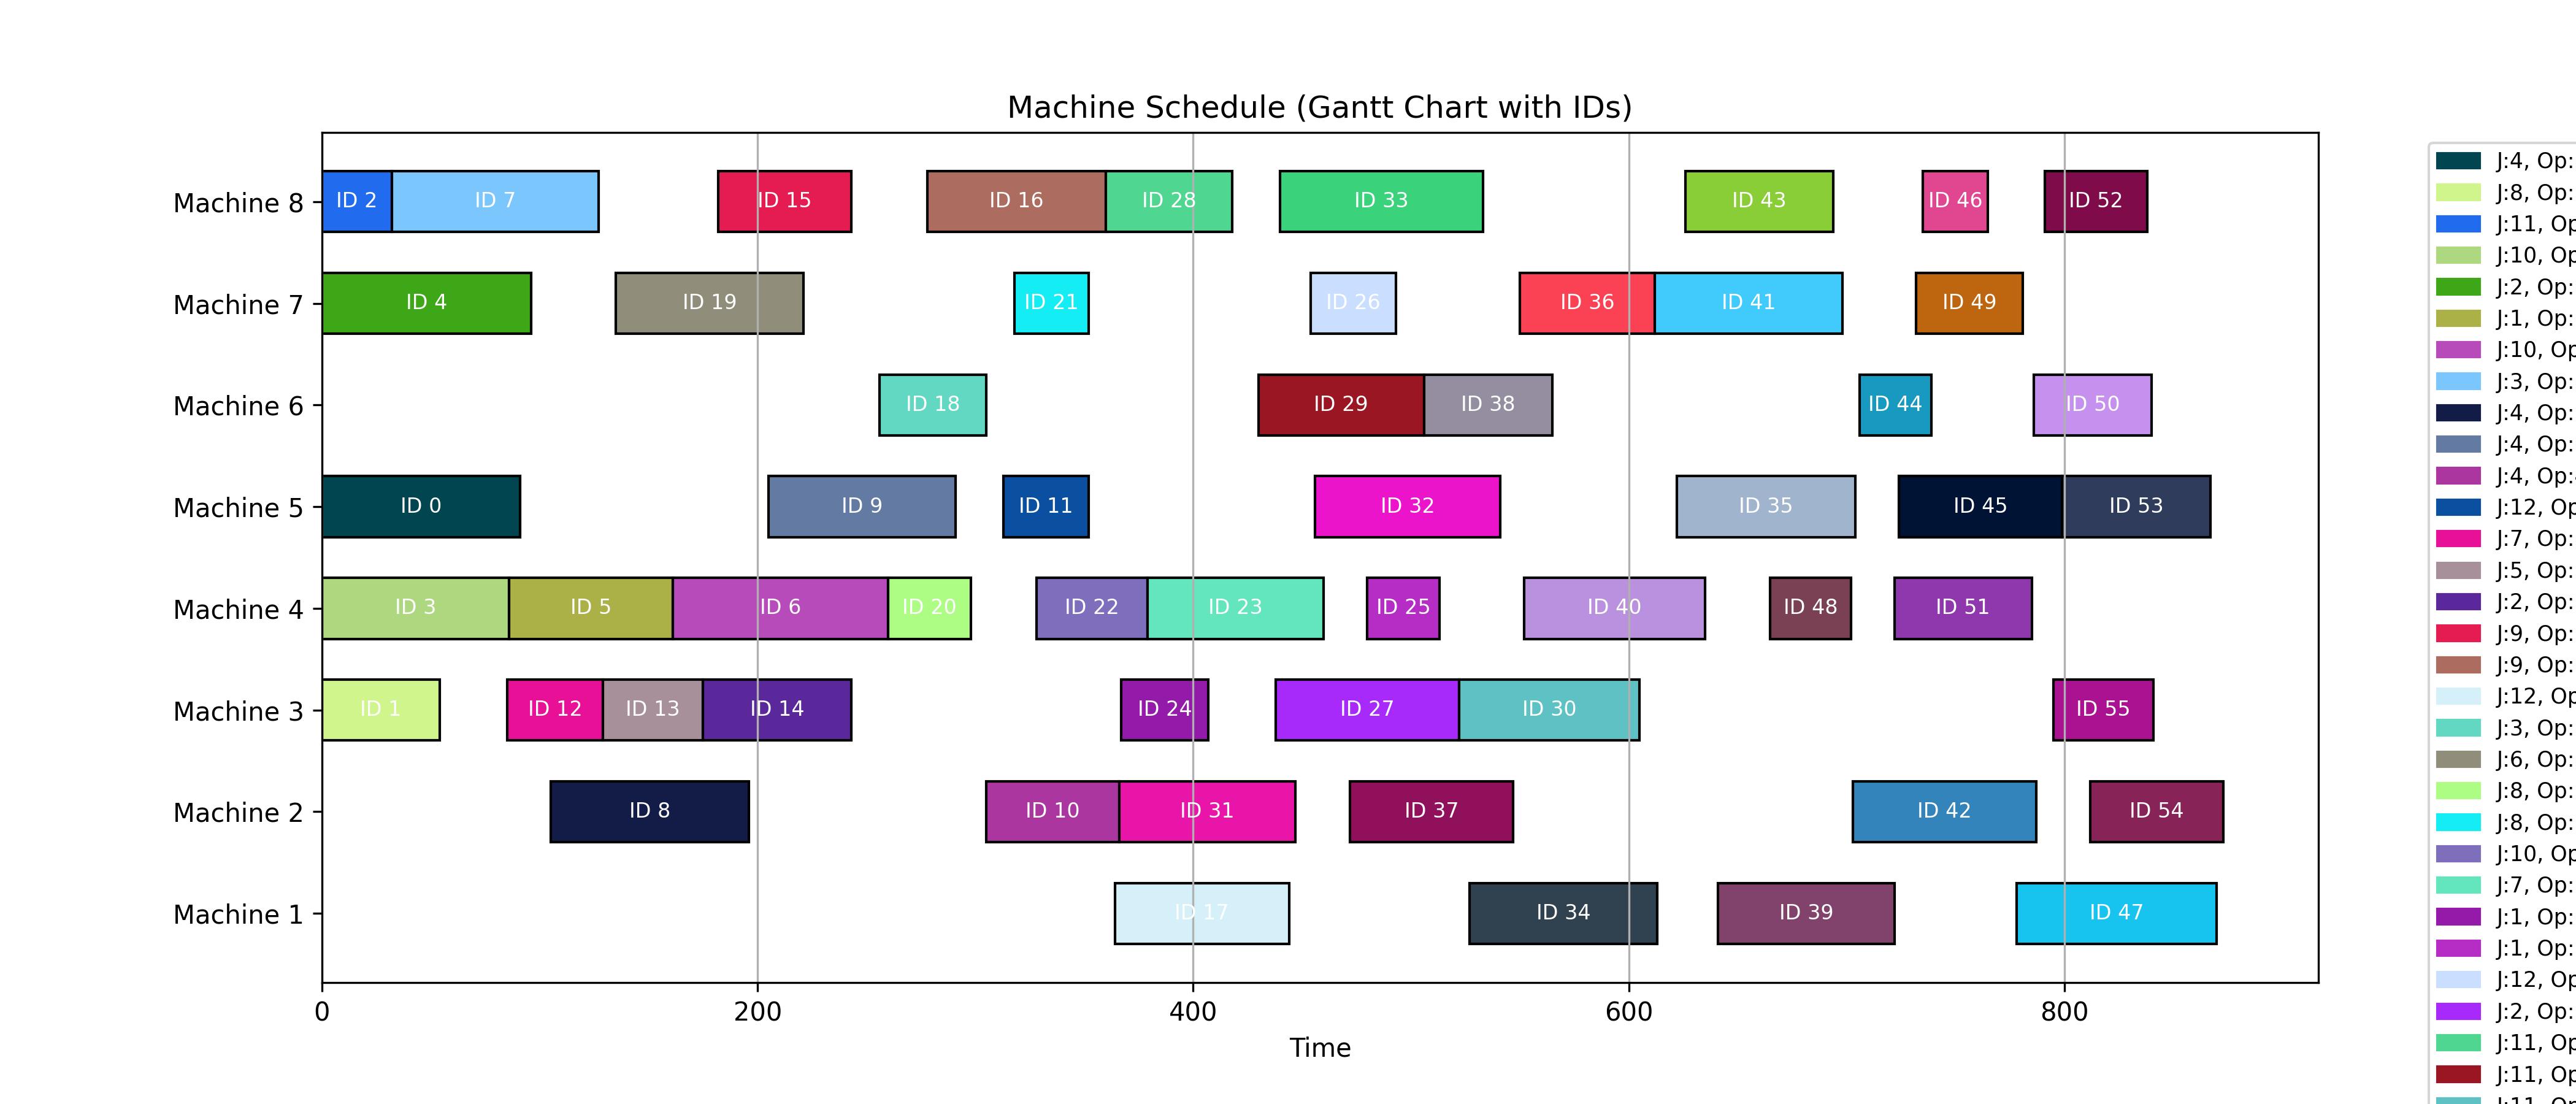 Machine Schedule (Gantt Chart with IDs)
Machine 8
ID 2 ID 7 ID 15 ID 16 ID 28 ID 33 ID 43 ID 46 ID 52
Machine 7
ID 4 ID 19 ID 21 ID 26 ID 36 ID 41 ID 49
Machine 6
ID 18 ID 29 ID 38 ID 44 ID 50
Machine 5
ID 0 ID 9 ID 11 ID 32 ID 35 ID 45 ID 53
Machine 4
ID 3 ID 5 ID 6 ID 20 ID 22 ID 23 ID 25 ID 40 ID 48 ID 51
Machine 3
ID 1 ID 12 ID 13 ID 14 ID 24 ID 27 ID 30 ID 55
Machine 2
ID 8 ID 10 ID 31 ID 37 ID 42 ID 54
Machine 1
ID 17 ID 34 ID 39 ID 47
0 200 400 600 800
Time
J:4, Op:
J:8, Op:
J:11, Op
J:10, Op
J:2, Op:
J:1, Op:
J:10, Op
J:3, Op:
J:4, Op:
J:4, Op:
J:4, Op:
J:12, Op
J:7, Op:
J:5, Op:
J:2, Op:
J:9, Op:
J:9, Op:
J:12, Op
J:3, Op:
J:6, Op:
J:8, Op:
J:8, Op:
J:10, Op
J:7, Op:
J:1, Op:
J:1, Op:
J:12, Op
J:2, Op:
J:11, Op
J:11, Op
J:11, Op